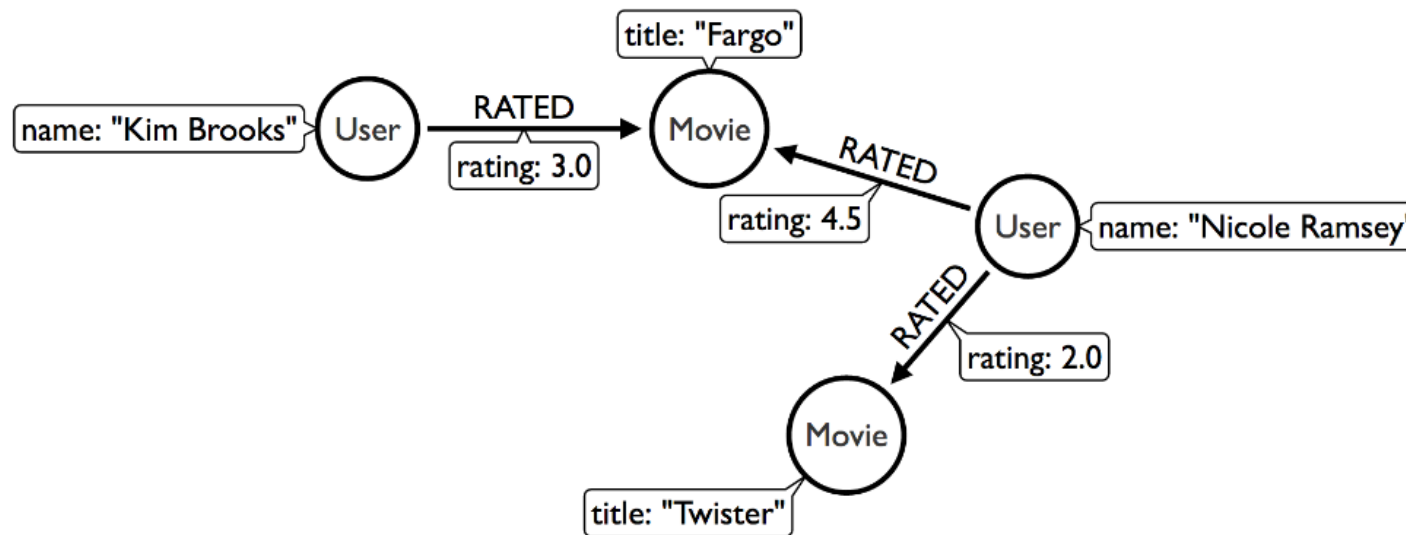 title: "Fargo"
name: "Kim Brooks"
User
RATED
rating: 3.0
Movie
RATED
rating: 4.5
User
name: "Nicole Ramsey"
RATED
rating: 2.0
Movie
title: "Twister"